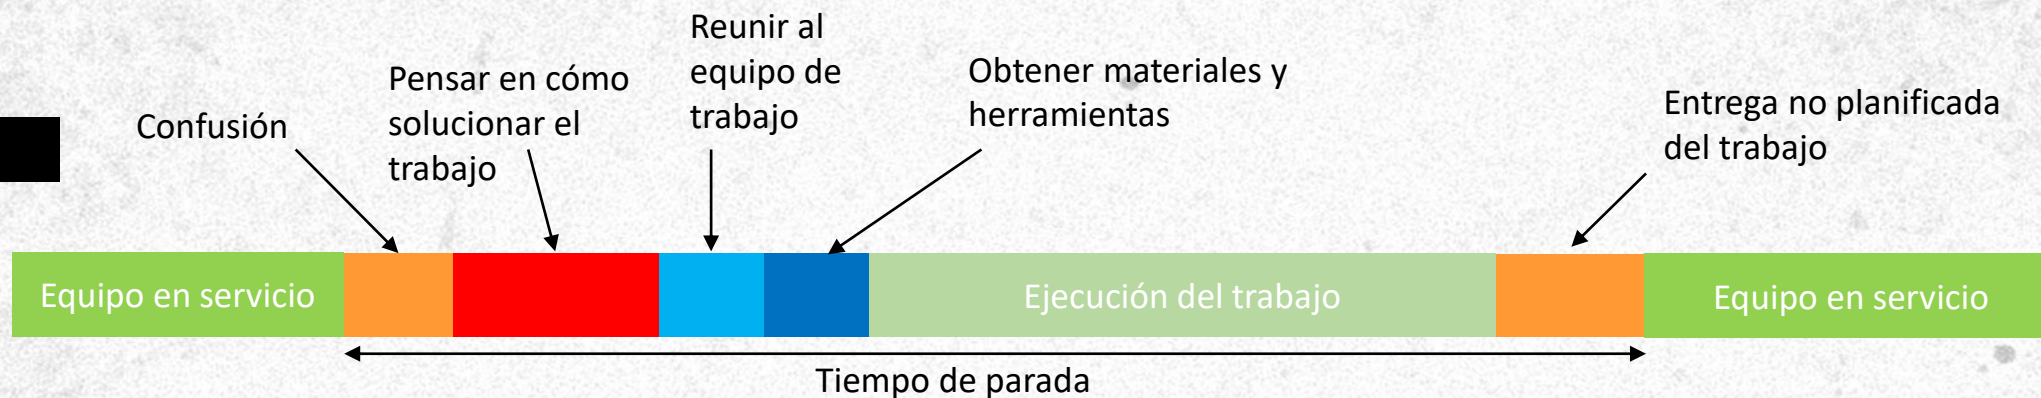 Confusión
Pensar en cómo
solucionar el
trabajo
Reunir al
equipo de
trabajo
Obtener materiales y
herramientas
Entrega no planificada
del trabajo
Equipo en servicio
Ejecución del trabajo
Equipo en servicio
Tiempo de parada